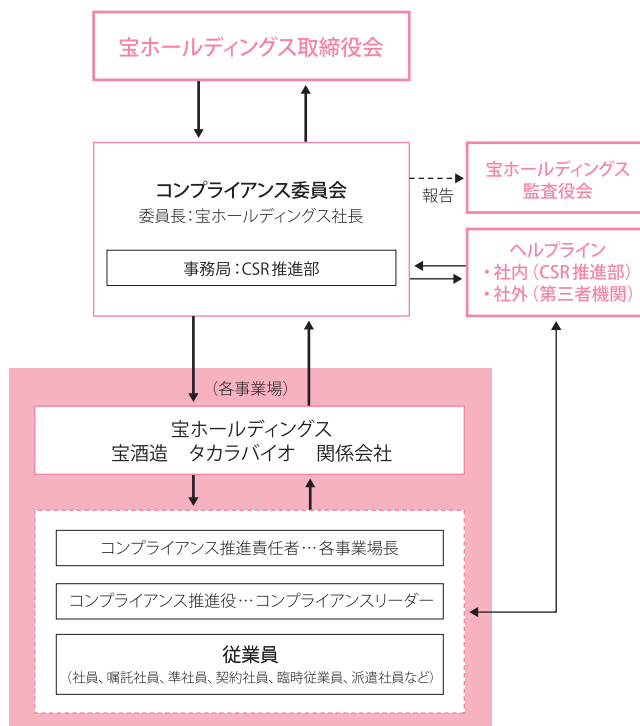 宝ホールディングス取締役会
コンプライアンス委員会
委員長：宝ホールディングス社長
事務局：CSR推進部
報告
宝ホールディングス
監査役会
ヘルプライン
・社内（CSR推進部）
・社外（第三者機関）
（各事業場）
宝ホールディングス
宝酒造　タカラバイオ　関係会社
コンプライアンス推進責任者…各事業場長
コンプライアンス推進役…コンプライアンスリーダー
従業員
（社員、嘱託社員、準社員、契約社員、臨時従業員、派遣社員など）